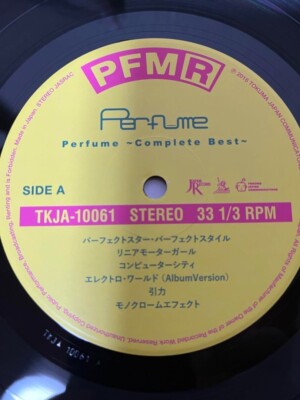 PFMR
Perfume
Perfume ~Complete Best~
SIDE A
TKJA-10061 STEREO 33 1/3 RPM
パーフェクトスター・パーフェクトスタイル
リニアモーターガール
コンピューターシティ
エレクトロ・ワールド (AlbumVersion)
引力
モノクロームエフェクト